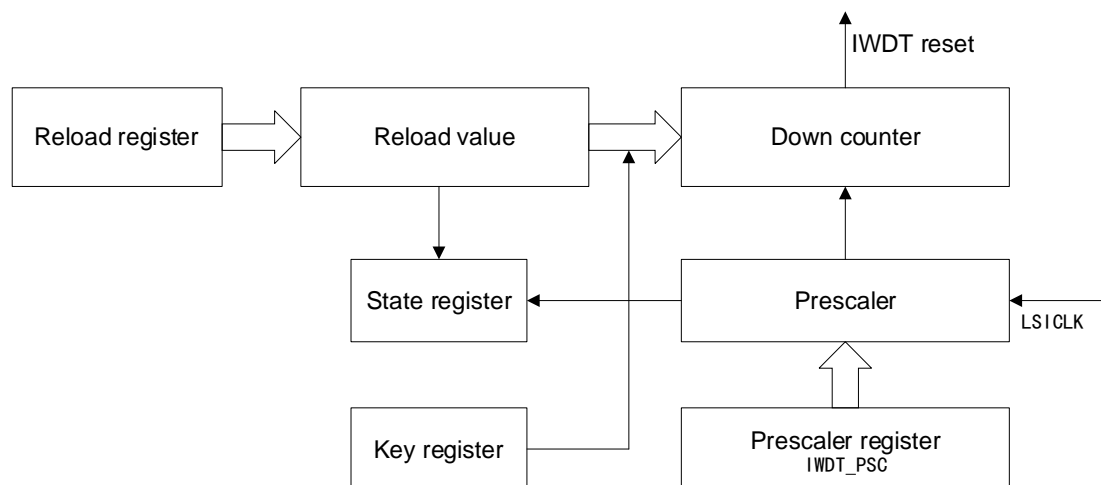 IWDT reset
Reload register
Reload value
Down counter
State register
Prescaler
LSICLK
Key register
Prescaler register
IWDT_PSC